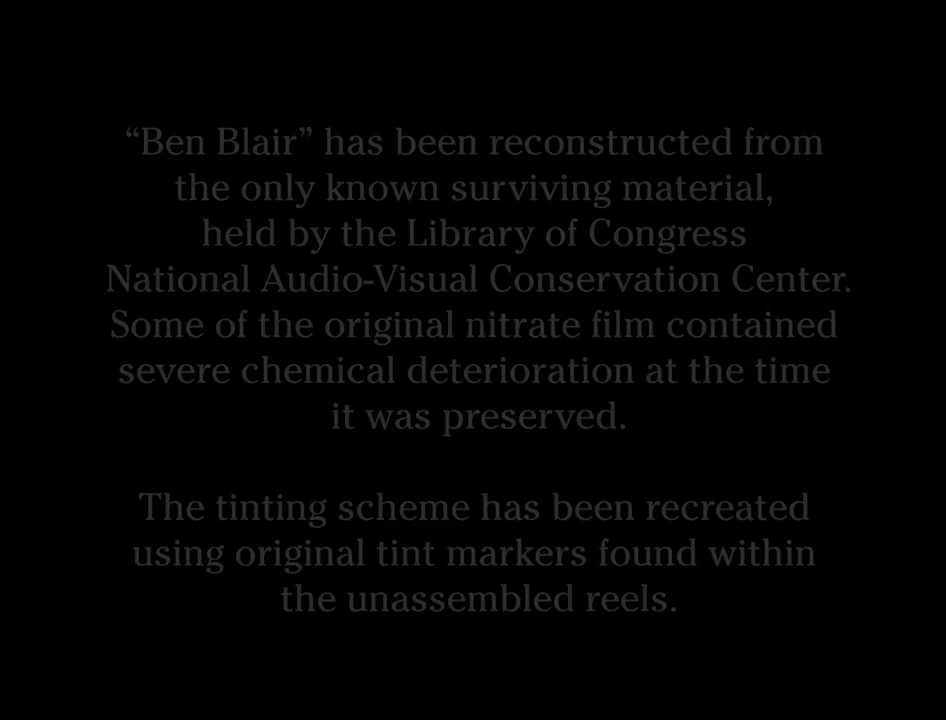 “Ben Blair” has been reconstructed from
the only known surviving material,
held by the Library of Congress
National Audio-Visual Conservation Center.
Some of the original nitrate film contained
severe chemical deterioration at the time
it was preserved.
The tinting scheme has been recreated
using original tint markers found within
the unassembled reels.